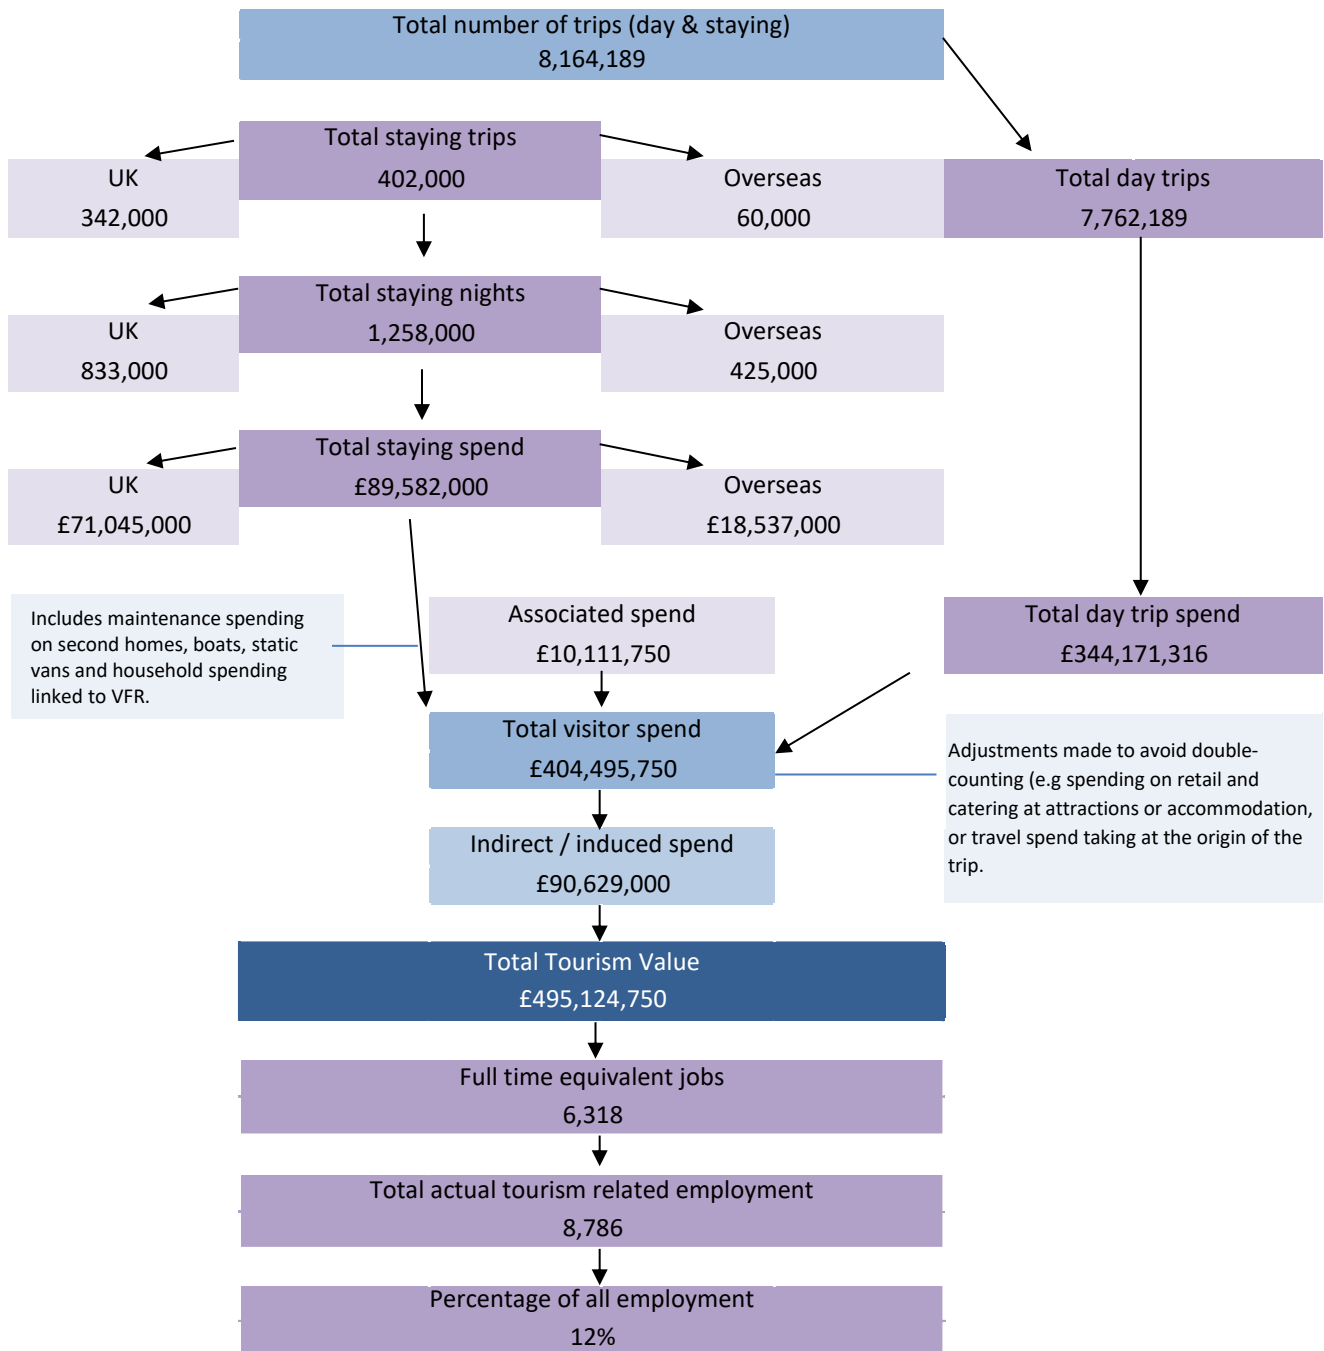 Total number of trips (day & staying)
8,164,189
Total staying trips
402,000
UK
342,000
Overseas
60,000
Total day trips
7,762,189
Total staying nights
1,258,000
UK
833,000
Overseas
425,000
Total staying spend
£89,582,000
UK
£71,045,000
Overseas
£18,537,000
Includes maintenance spending
on second homes, boats, static
vans and household spending
linked to VFR.
Associated spend
£10,111,750
Total day trip spend
£344,171,316
Total visitor spend
£404,495,750
Adjustments made to avoid double-
counting (e.g spending on retail and
catering at attractions or accommodation,
or travel spend taking at the origin of the
trip.
Indirect / induced spend
£90,629,000
Total Tourism Value
£495,124,750
Full time equivalent jobs
6,318
Total actual tourism related employment
8,786
Percentage of all employment
12%